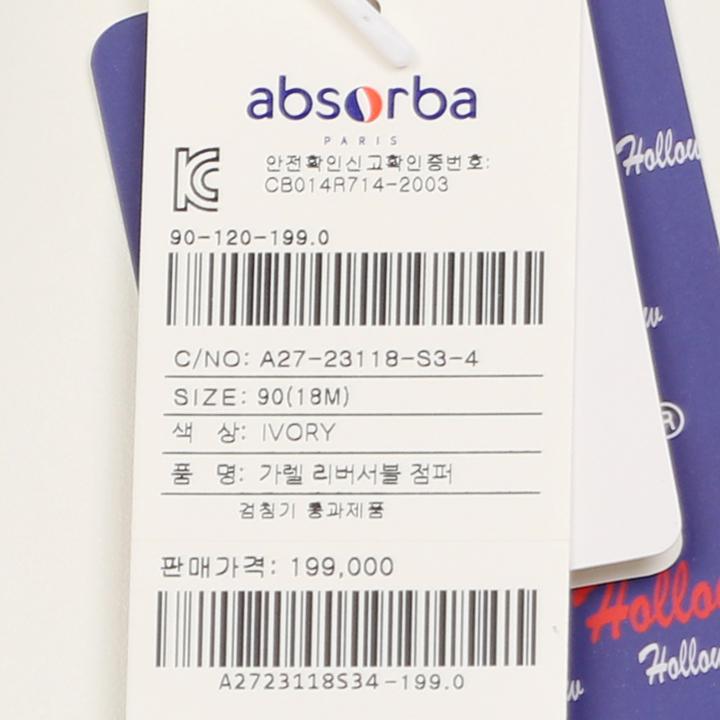 absorba
PARIS
안전확인신고확인증번호:
CB014R714-2003
90-120-199.0
C/NO: A27-23118-S3-4
SIZE: 90(18M)
색 상: IVORY
품 명: 가렐 리버서블 점퍼
검침기 통과제품
판매가격: 199,000
A2723118S34-199.0
Hollow
®
Hollo
Hollow